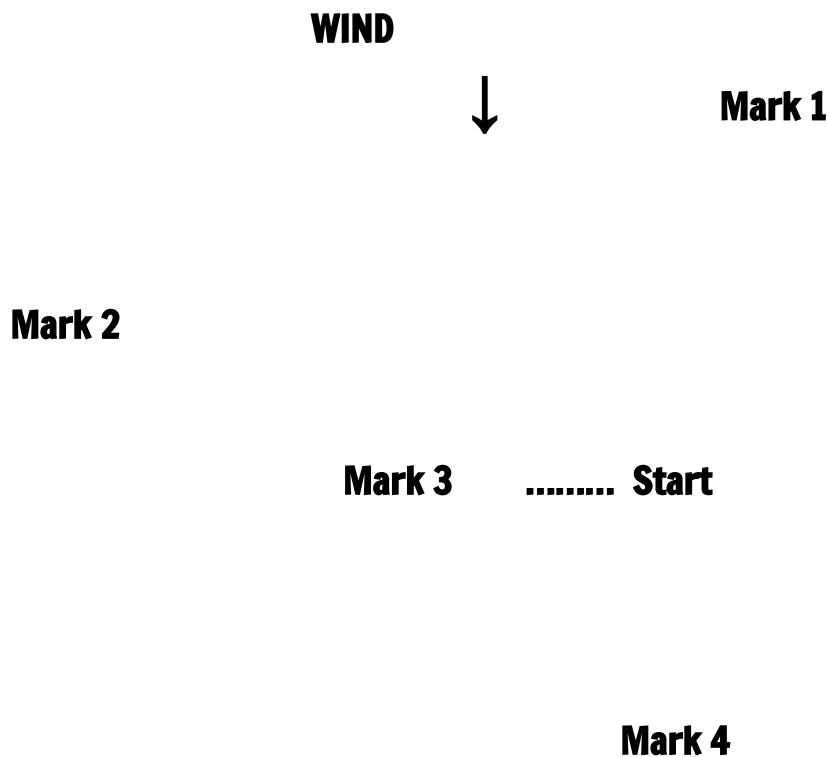 WIND
↓
Mark 1
Mark 2
Mark 3 ......... Start
Mark 4